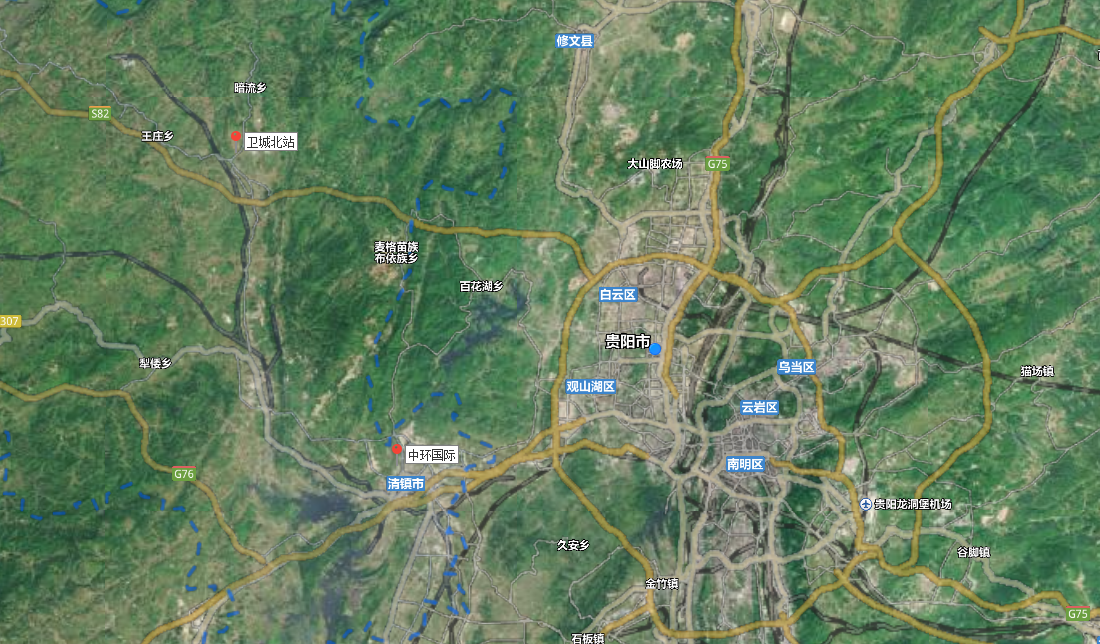 修文县
暗流乡
S82
王庄乡
卫城北站
大山脚农场
G75
麦格苗族
布依族乡
百花湖乡
白云区
307
贵阳市
犁倭乡
乌当区
猫场镇
观山湖区
云岩区
中环国际
南明区
G76
清镇市
贵阳龙洞堡机场
久安乡
谷脚镇
金竹镇
G75
石板镇